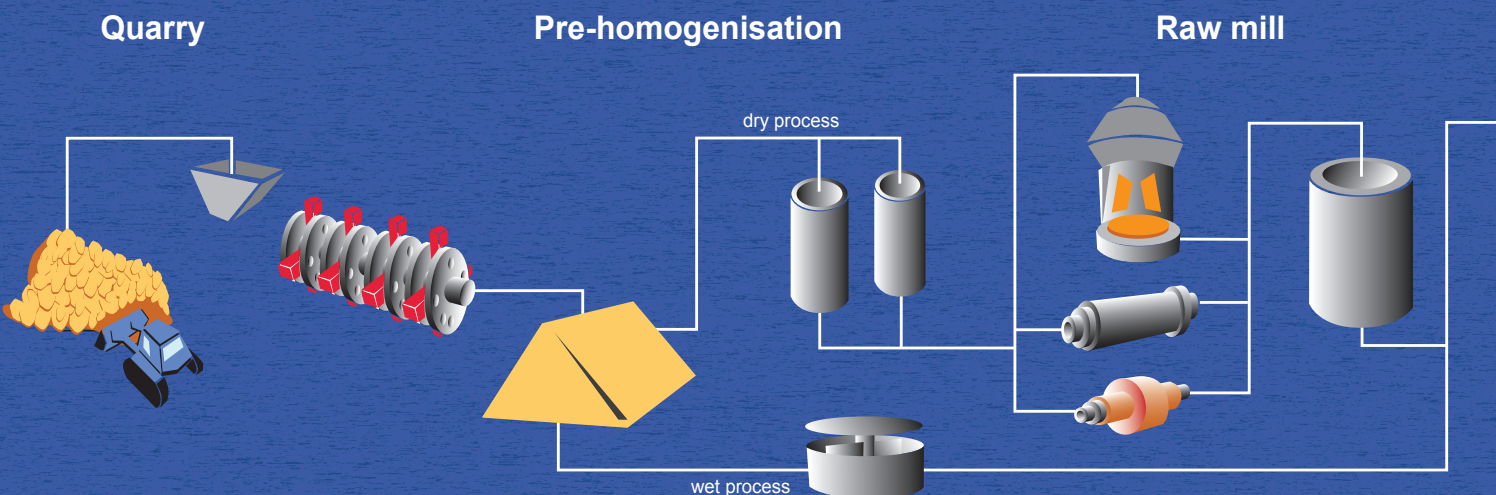 Quarry
Pre-homogenisation
Raw mill
dry process
wet process